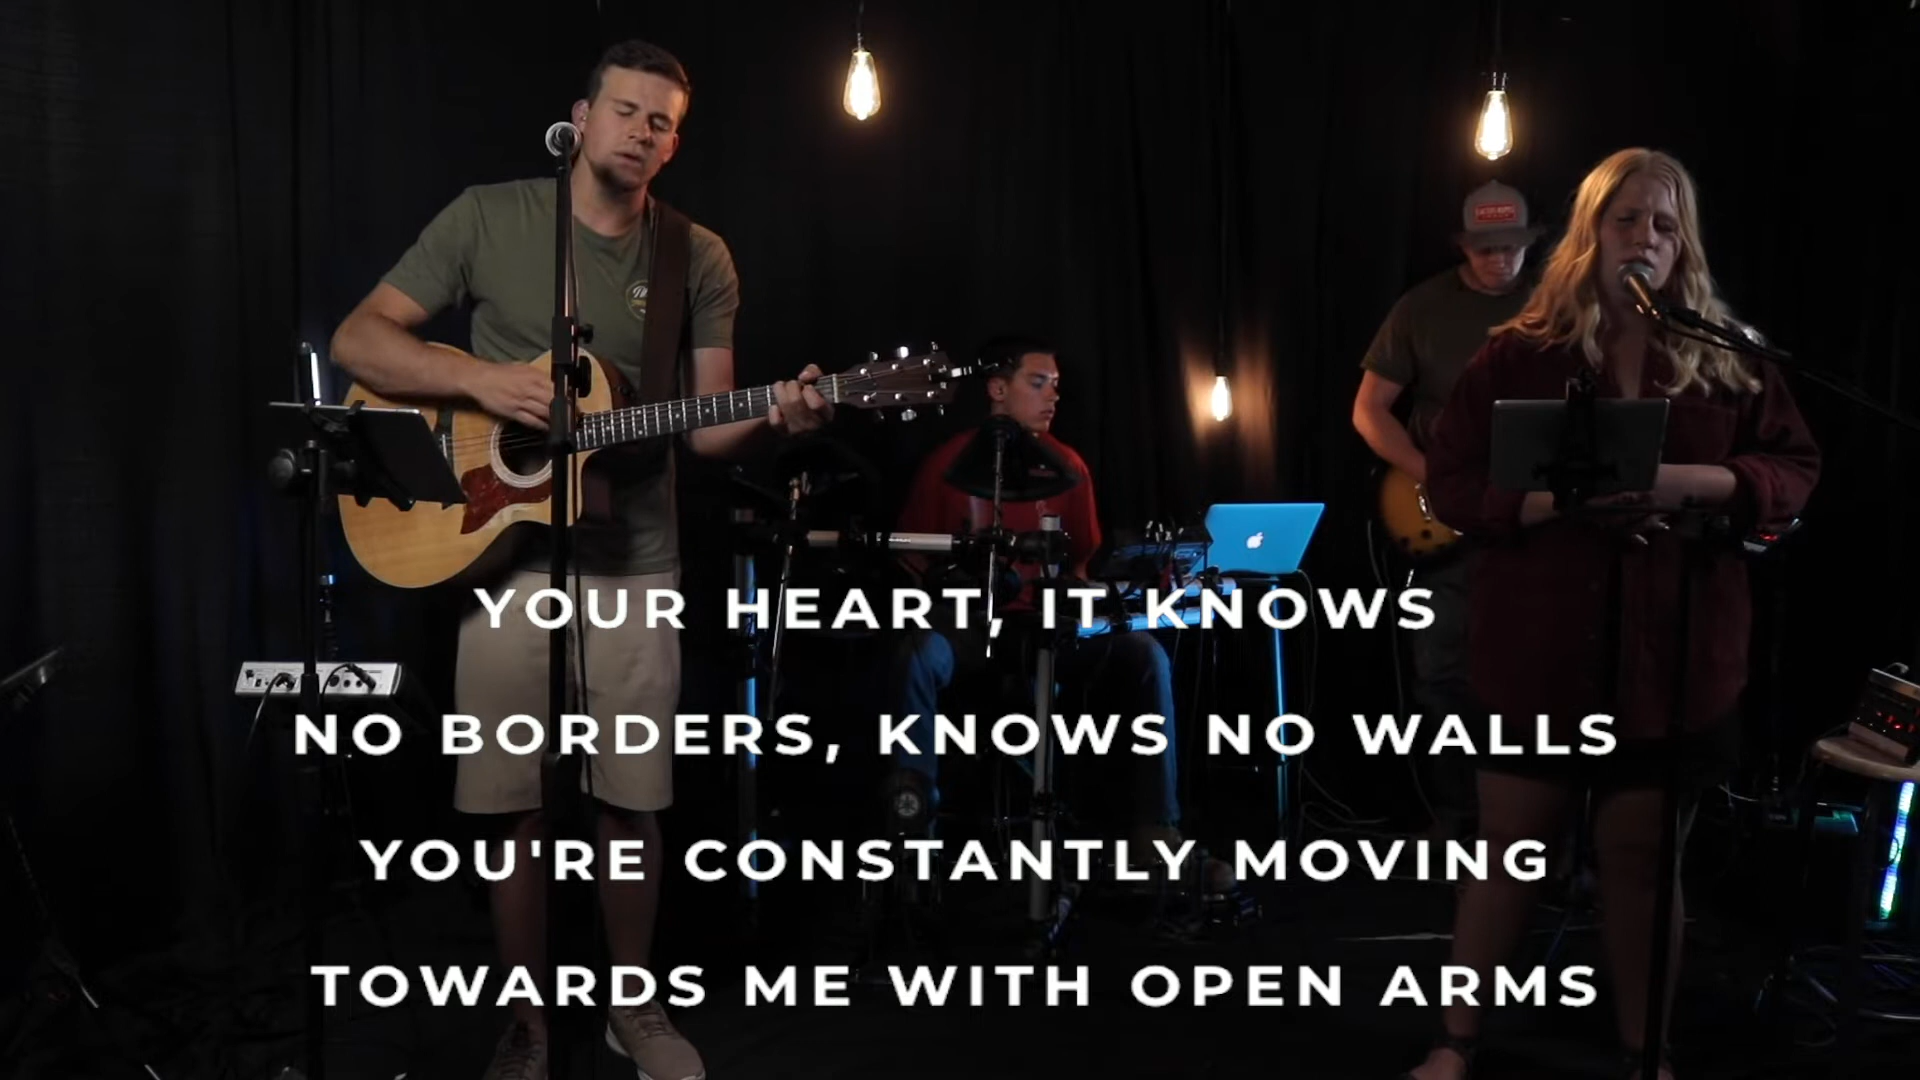 YOUR HEART, IT KNOWS
NO BORDERS, KNOWS NO WALLS
YOU'RE CONSTANTLY MOVING
TOWARDS ME WITH OPEN ARMS